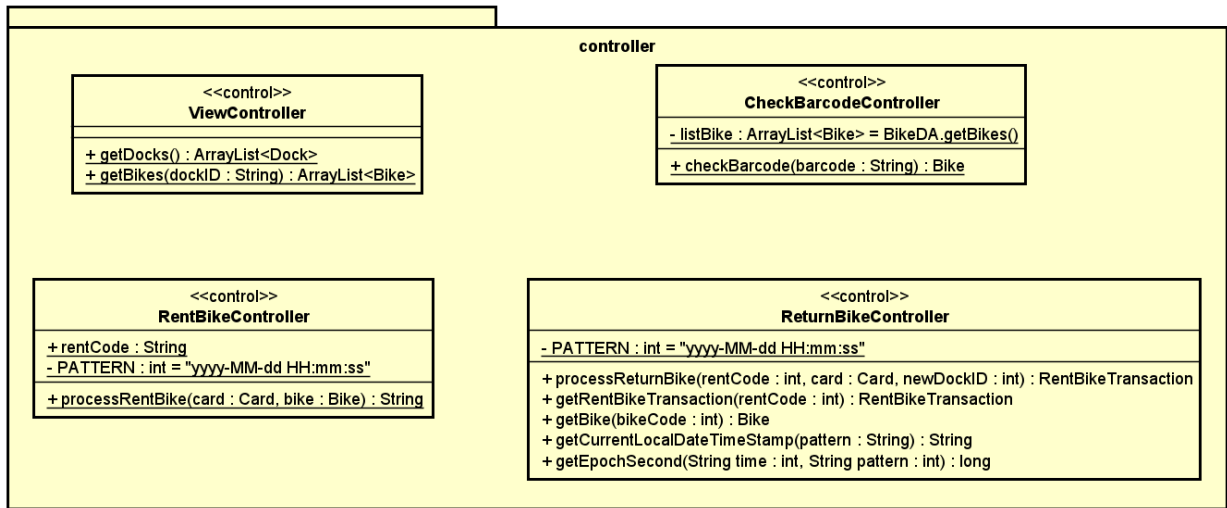 controller
<<control>>
ViewController
+ getDocks() : ArrayList<Dock>
+ getBikes(dockID : String) : ArrayList<Bike>
<<control>>
CheckBarcodeController
- listBike : ArrayList<Bike> = BikeDA.getBikes()
+ checkBarcode(barcode : String) : Bike
<<control>>
RentBikeController
+ rentCode : String
- PATTERN : int = "yyyy-MM-dd HH:mm:ss"
+ processRentBike(card : Card, bike : Bike) : String
<<control>>
ReturnBikeController
- PATTERN : int = "yyyy-MM-dd HH:mm:ss"
+ processReturnBike(rentCode : int, card : Card, newDockID : int) : RentBikeTransaction
+ getRentBikeTransaction(rentCode : int) : RentBikeTransaction
+ getBike(bikeCode : int) : Bike
+ getCurrentLocalDateTimeStamp(pattern : String) : String
+ getEpochSecond(String time : int, String pattern : int) : long